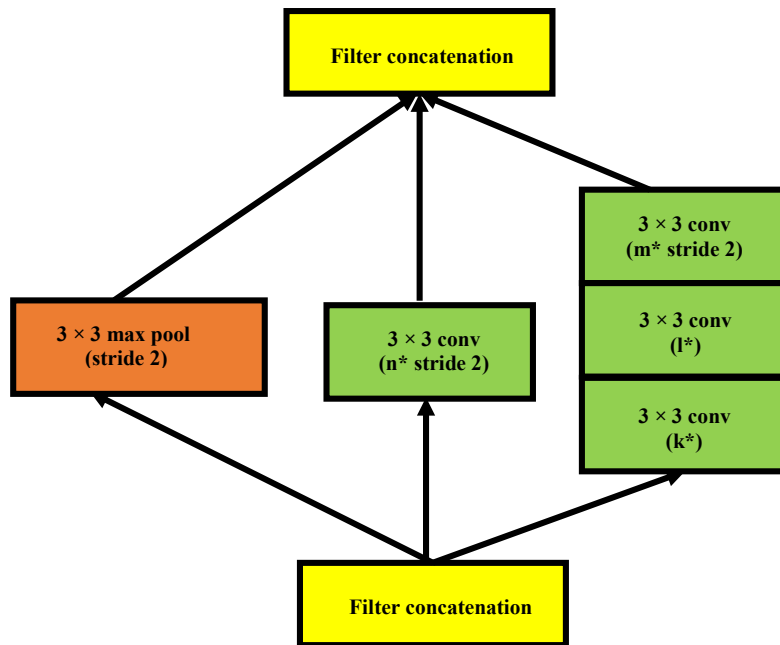 Filter concatenation
3 × 3 conv
(m* stride 2)
3 × 3 max pool
(stride 2)
3 × 3 conv
(n* stride 2)
3 × 3 conv
(l*)
3 × 3 conv
(k*)
Filter concatenation